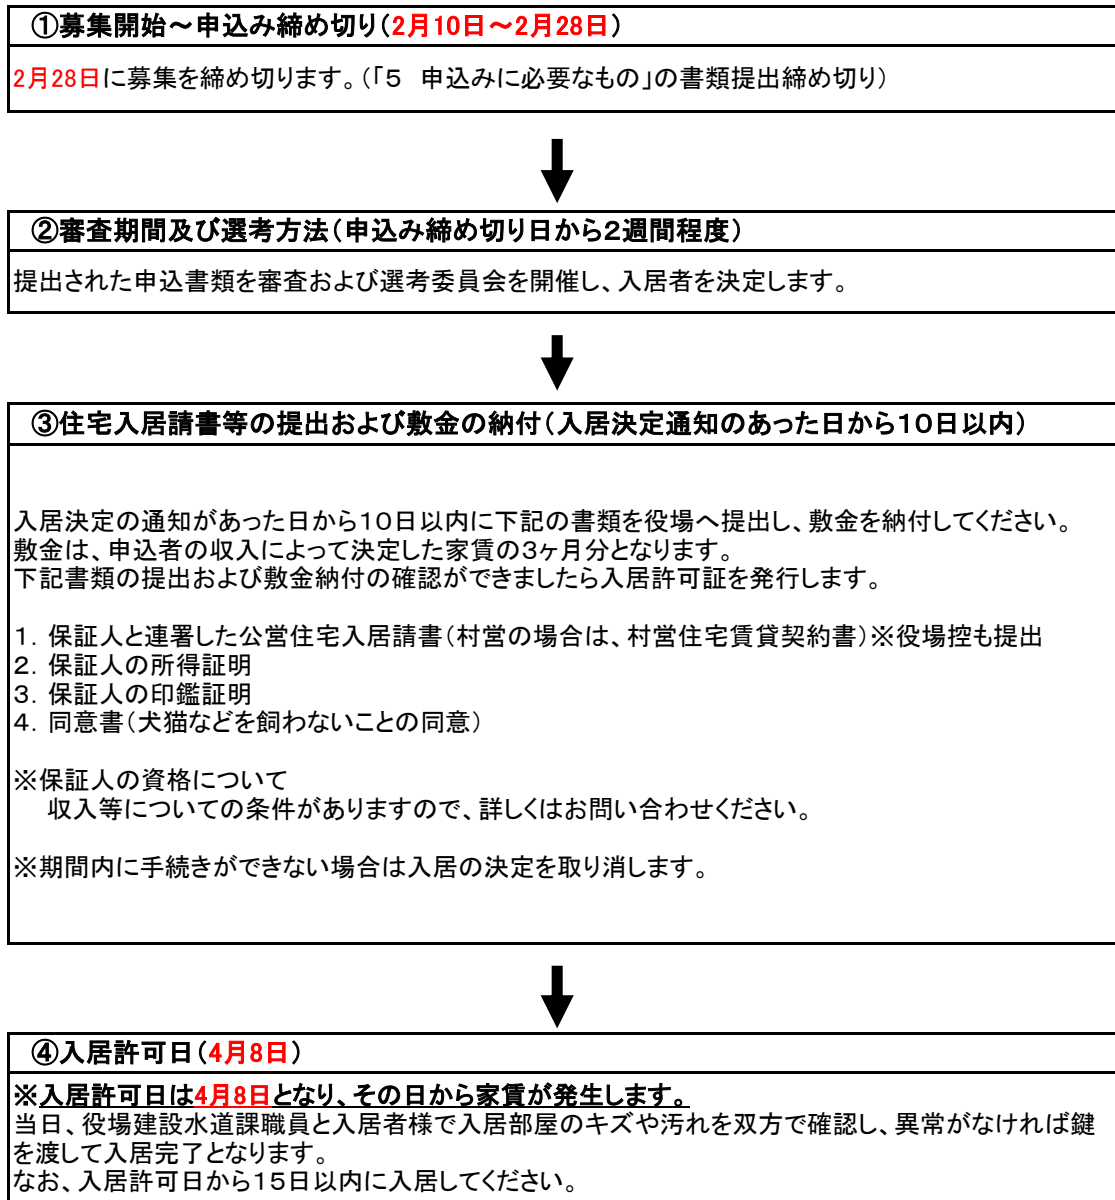 ①募集開始～申込み締め切り(2月10日～2月28日)
2月28日に募集を締め切ります。(「５　申込みに必要なもの」の書類提出締め切り)
②審査期間及び選考方法(申込み締め切り日から２週間程度)
提出された申込書類を審査および選考委員会を開催し、入居者を決定します。
③住宅入居請書等の提出および敷金の納付(入居決定通知のあった日から１０日以内)
入居決定の通知があった日から１０日以内に下記の書類を役場へ提出し、敷金を納付してください。
敷金は、申込者の収入によって決定した家賃の３ヶ月分となります。
下記書類の提出および敷金納付の確認ができましたら入居許可証を発行します。
１．保証人と連署した公営住宅入居請書(村営の場合は、村営住宅賃貸契約書)※役場控も提出
２．保証人の所得証明
３．保証人の印鑑証明
４．同意書(犬猫などを飼わないことの同意)
※保証人の資格について
収入等についての条件がありますので、詳しくはお問い合わせください。
※期間内に手続きができない場合は入居の決定を取り消します。
④入居許可日(4月8日)
※入居許可日は4月8日となり、その日から家賃が発生します。
当日、役場建設水道課職員と入居者様で入居部屋のキズや汚れを双方で確認し、異常がなければ鍵
を渡して入居完了となります。
なお、入居許可日から１５日以内に入居してください。